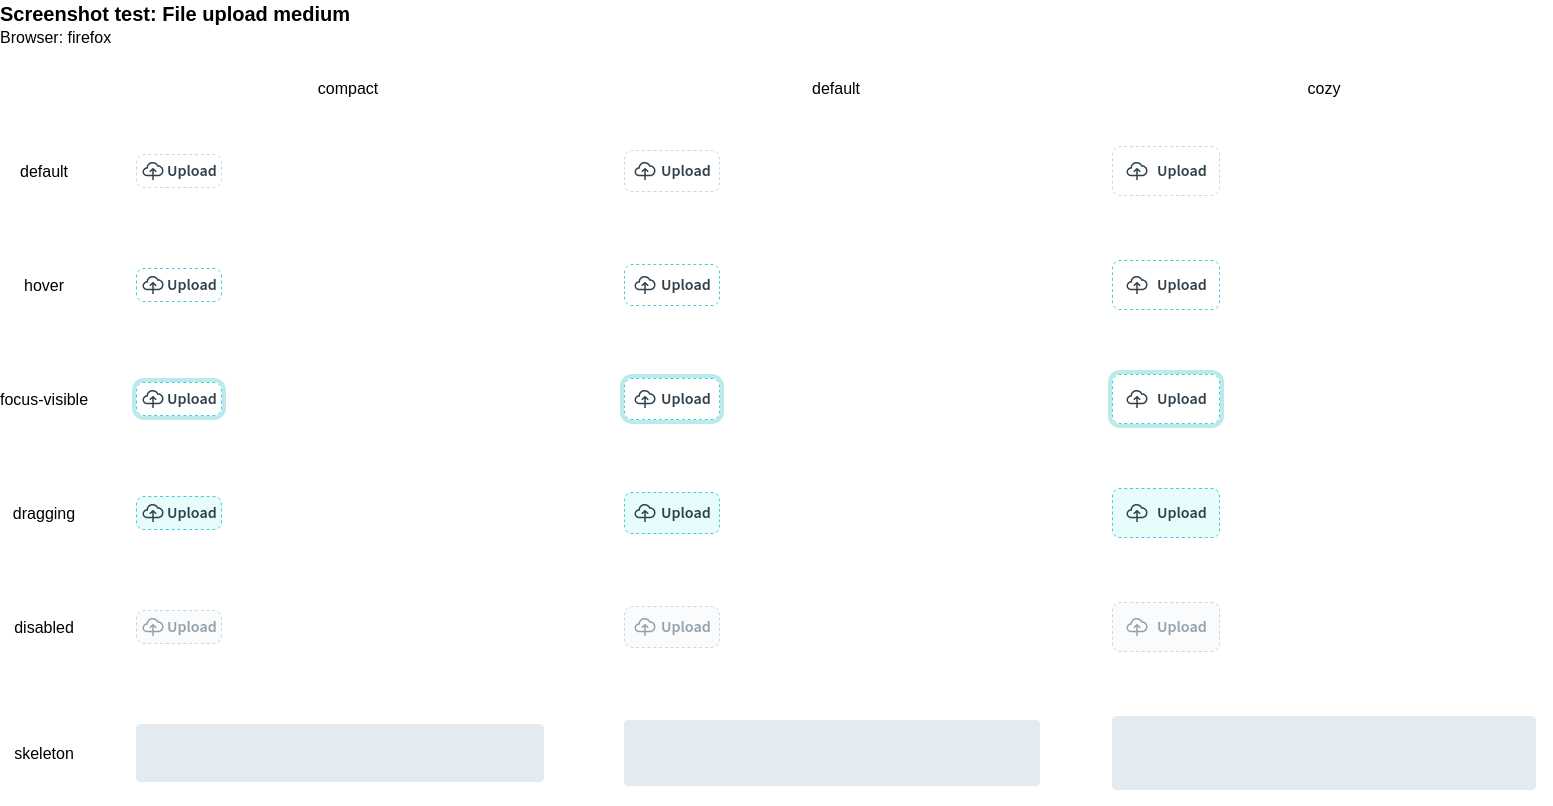 Screenshot test: File upload medium
Browser: firefox
compact default cozy
default Upload Upload Upload
hover Upload Upload Upload
focus-visible Upload Upload Upload
dragging Upload Upload Upload
disabled Upload Upload Upload
skeleton